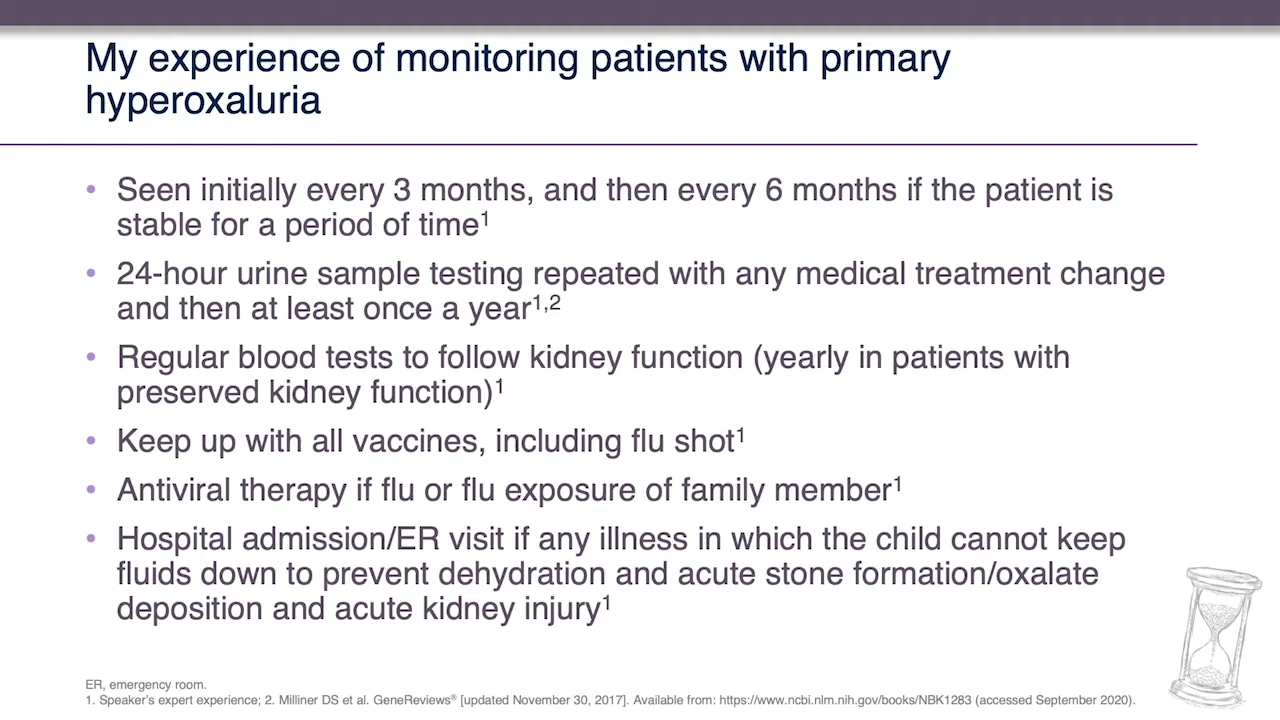 My experience of monitoring patients with primary
hyperoxaluria
• Seen initially every 3 months, and then every 6 months if the patient is
stable for a period of time¹
• 24-hour urine sample testing repeated with any medical treatment change
and then at least once a year¹,²
• Regular blood tests to follow kidney function (yearly in patients with
preserved kidney function)¹
• Keep up with all vaccines, including flu shot¹
• Antiviral therapy if flu or flu exposure of family member¹
• Hospital admission/ER visit if any illness in which the child cannot keep
fluids down to prevent dehydration and acute stone formation/oxalate
deposition and acute kidney injury¹
ER, emergency room.
1. Speaker's expert experience; 2. Milliner DS et al. GeneReviews® [updated November 30, 2017]. Available from: https://www.ncbi.nlm.nih.gov/books/NBK1283 (accessed September 2020).